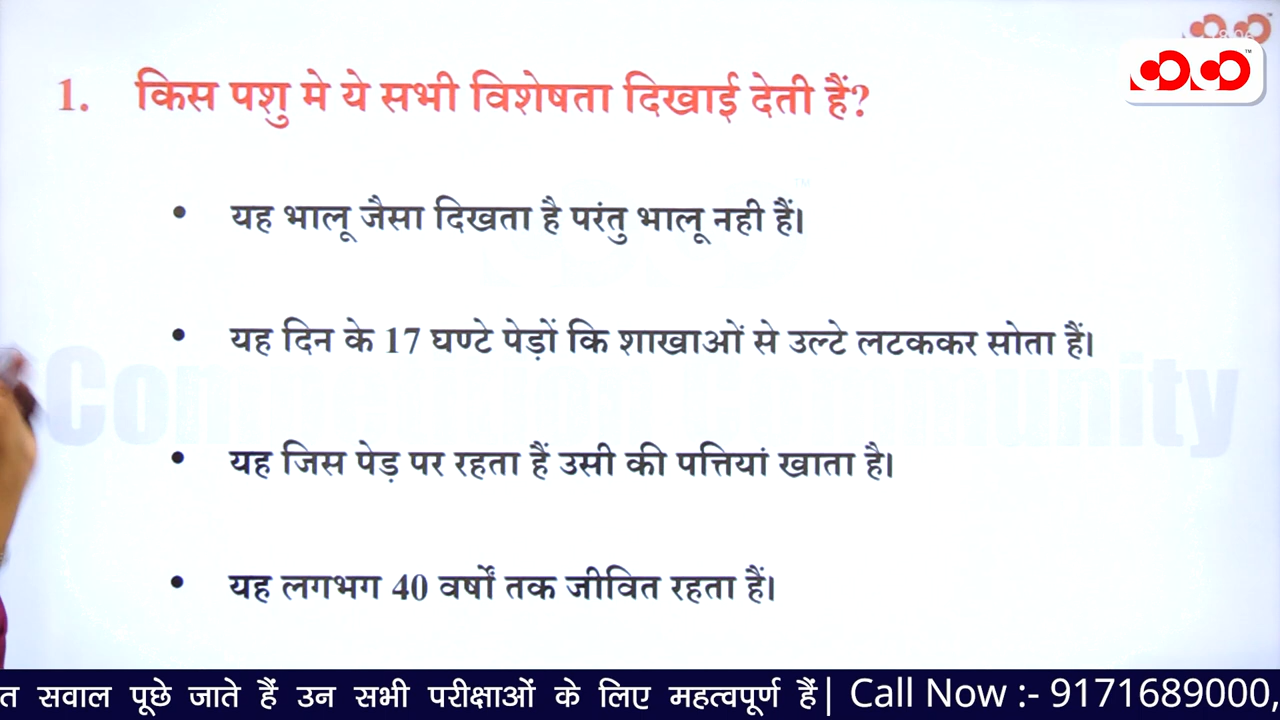 1. किस पशु मे ये सभी विशेषता दिखाई देती हैं?
• यह भालू जैसा दिखता है परंतु भालू नही हैं।
• यह दिन के 17 घण्टे पेड़ों कि शाखाओं से उल्टे लटककर सोता हैं।
• यह जिस पेड़ पर रहता हैं उसी की पत्तियां खाता है।
• यह लगभग 40 वर्षों तक जीवित रहता हैं।
त सवाल पूछे जाते हैं उन सभी परीक्षाओं के लिए महत्वपूर्ण हैं| Call Now :- 9171689000,